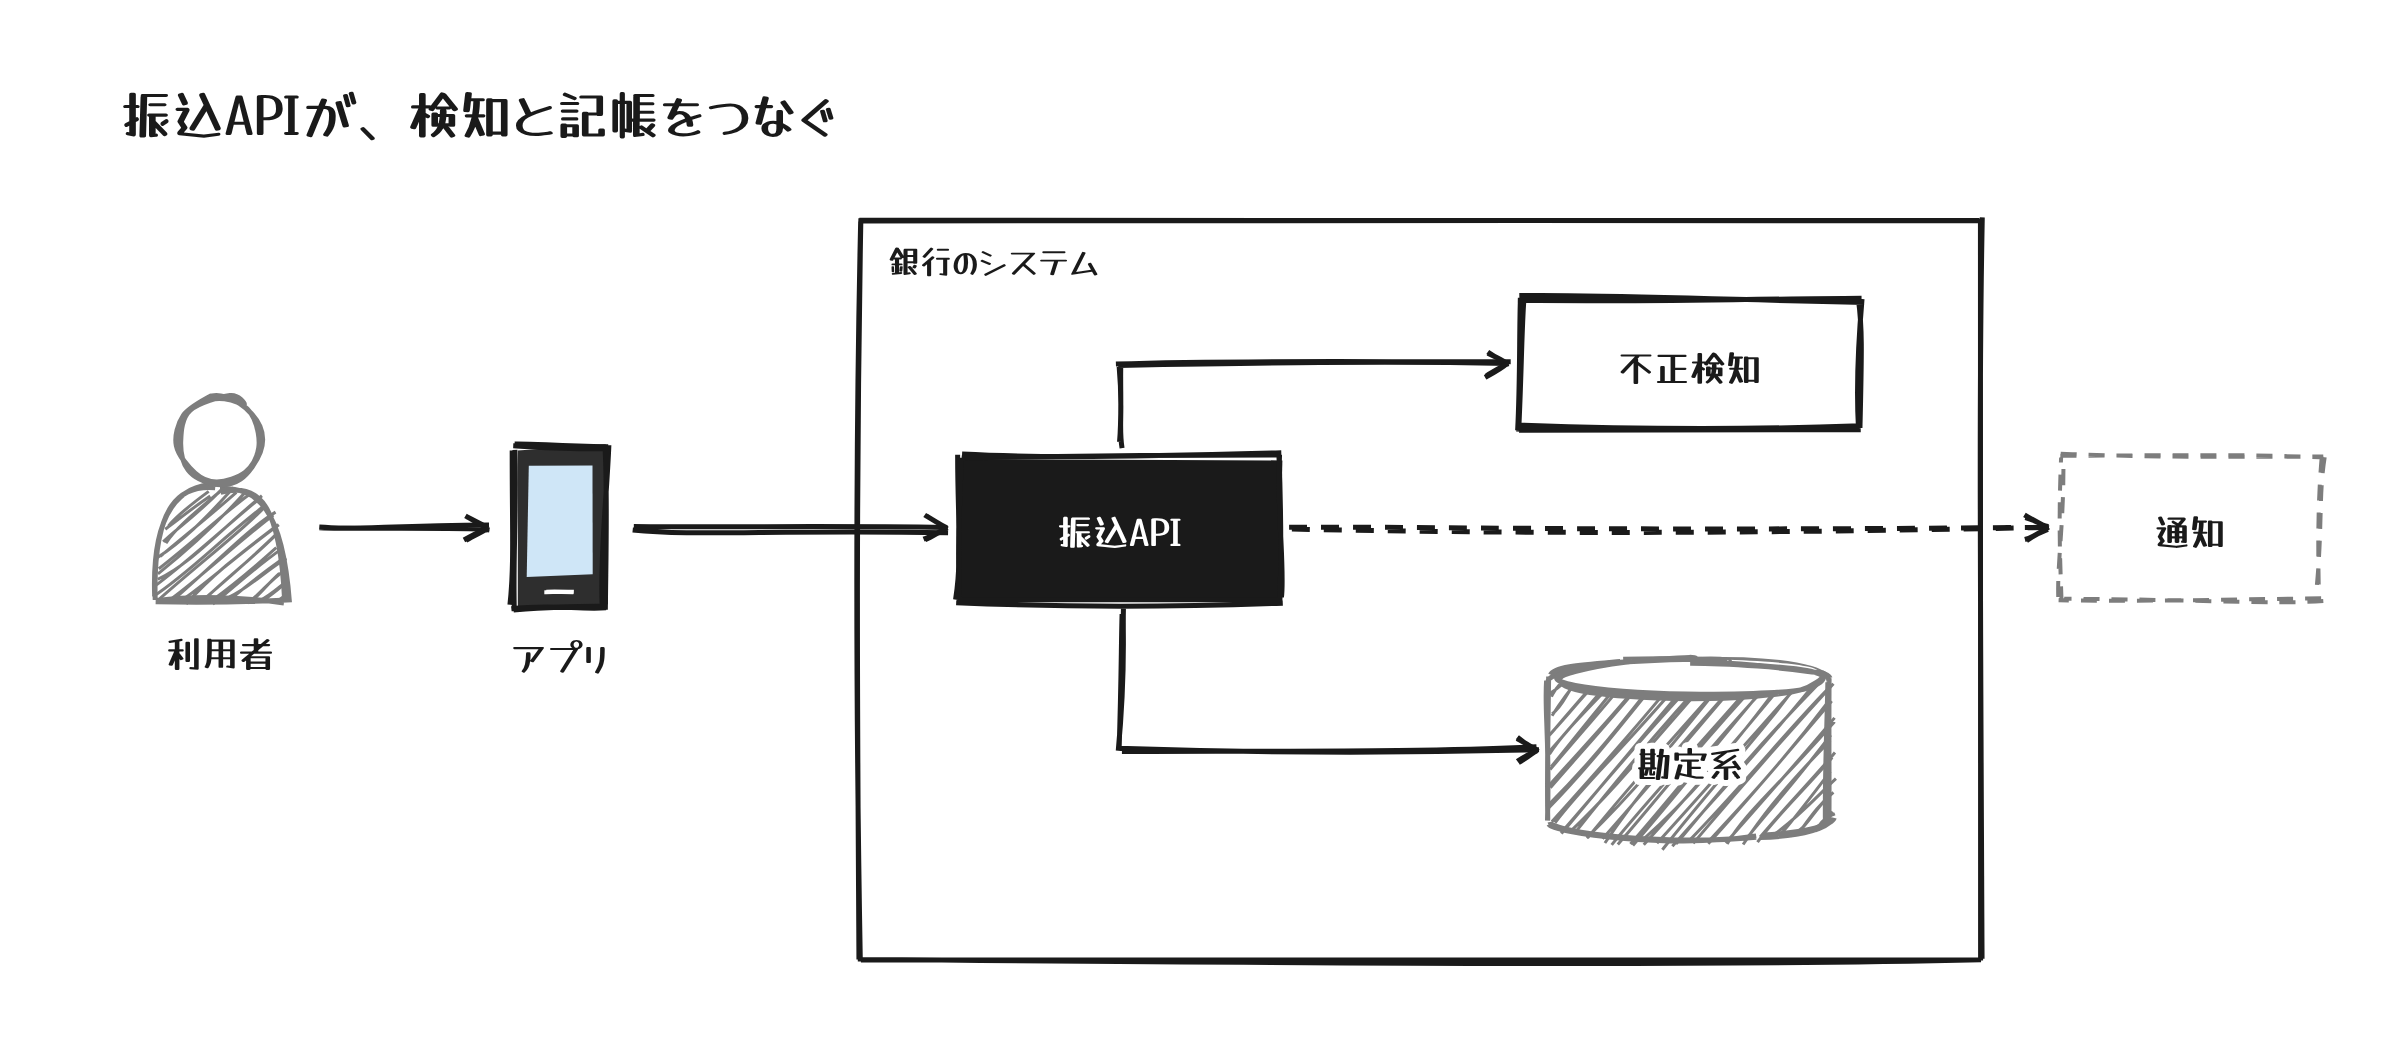 振込APIが、検知と記帳をつなぐ
銀行のシステム
不正検知
振込API
通知
利用者
アプリ
勘定系